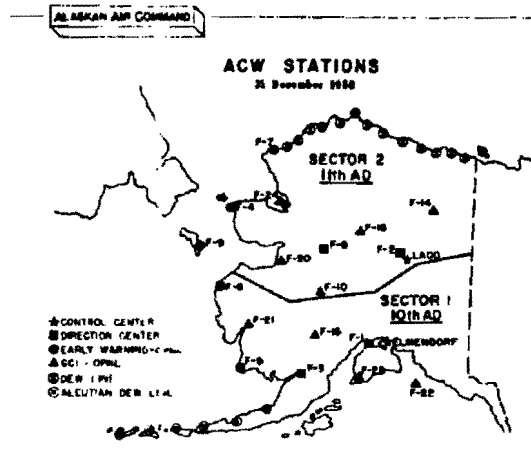 ALASKAN AIR COMMAND
ACW STATIONS
31 December 1958
F-7
SECTOR 2
11th AD
F-4
F-14
F-16
F-9
F-20
F-6
F-2
LADD
F-8
F-10
SECTOR 1
10th AD
F-21
F-15
F-1
ELMENDORF
F-5
F-22
CONTROL CENTER
DIRECTION CENTER
EARLY WARNING
GCI - OPNL
DEW LINE
ALEUTIAN DEW LINE